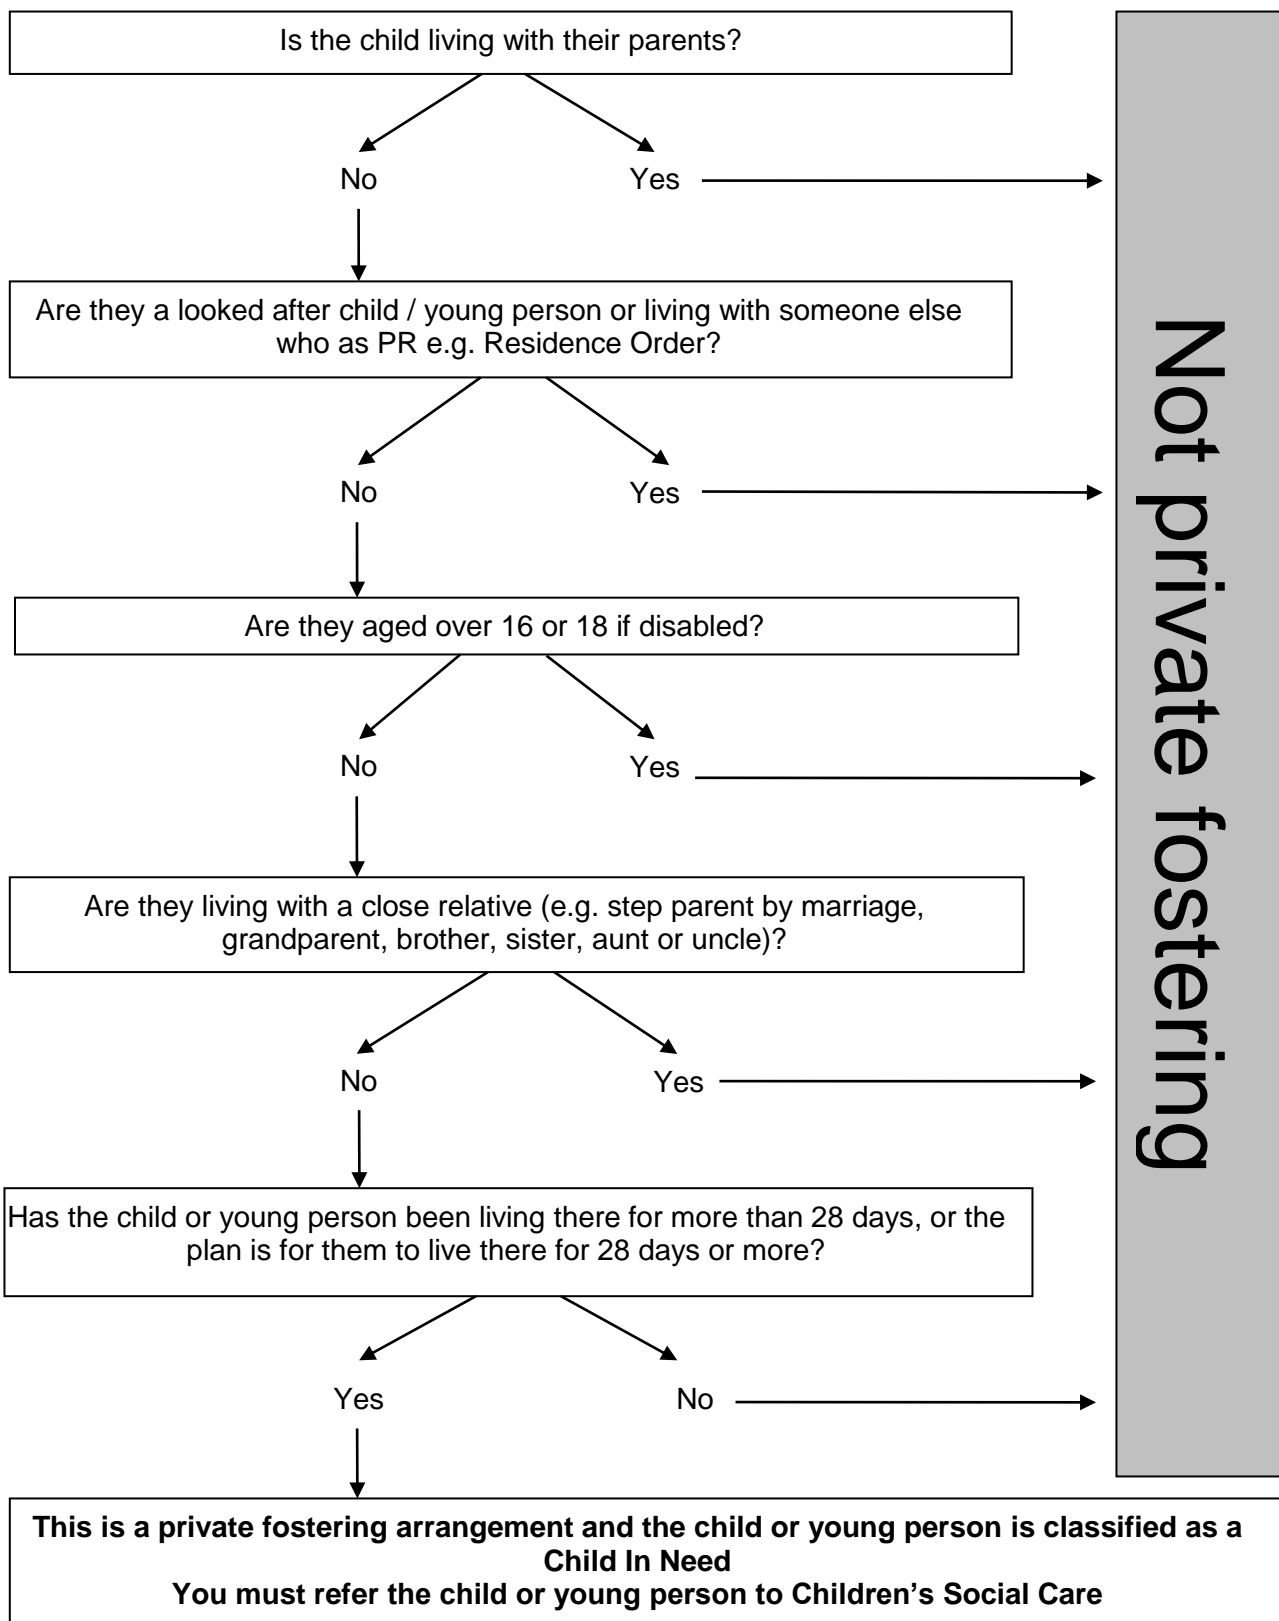 Is the child living with their parents?
No
Yes
Are they a looked after child / young person or living with someone else
who as PR e.g. Residence Order?
No
Yes
Are they aged over 16 or 18 if disabled?
No
Yes
Are they living with a close relative (e.g. step parent by marriage,
grandparent, brother, sister, aunt or uncle)?
No
Yes
Has the child or young person been living there for more than 28 days, or the
plan is for them to live there for 28 days or more?
Yes
No
This is a private fostering arrangement and the child or young person is classified as a
Child In Need
You must refer the child or young person to Children's Social Care
Not private fostering